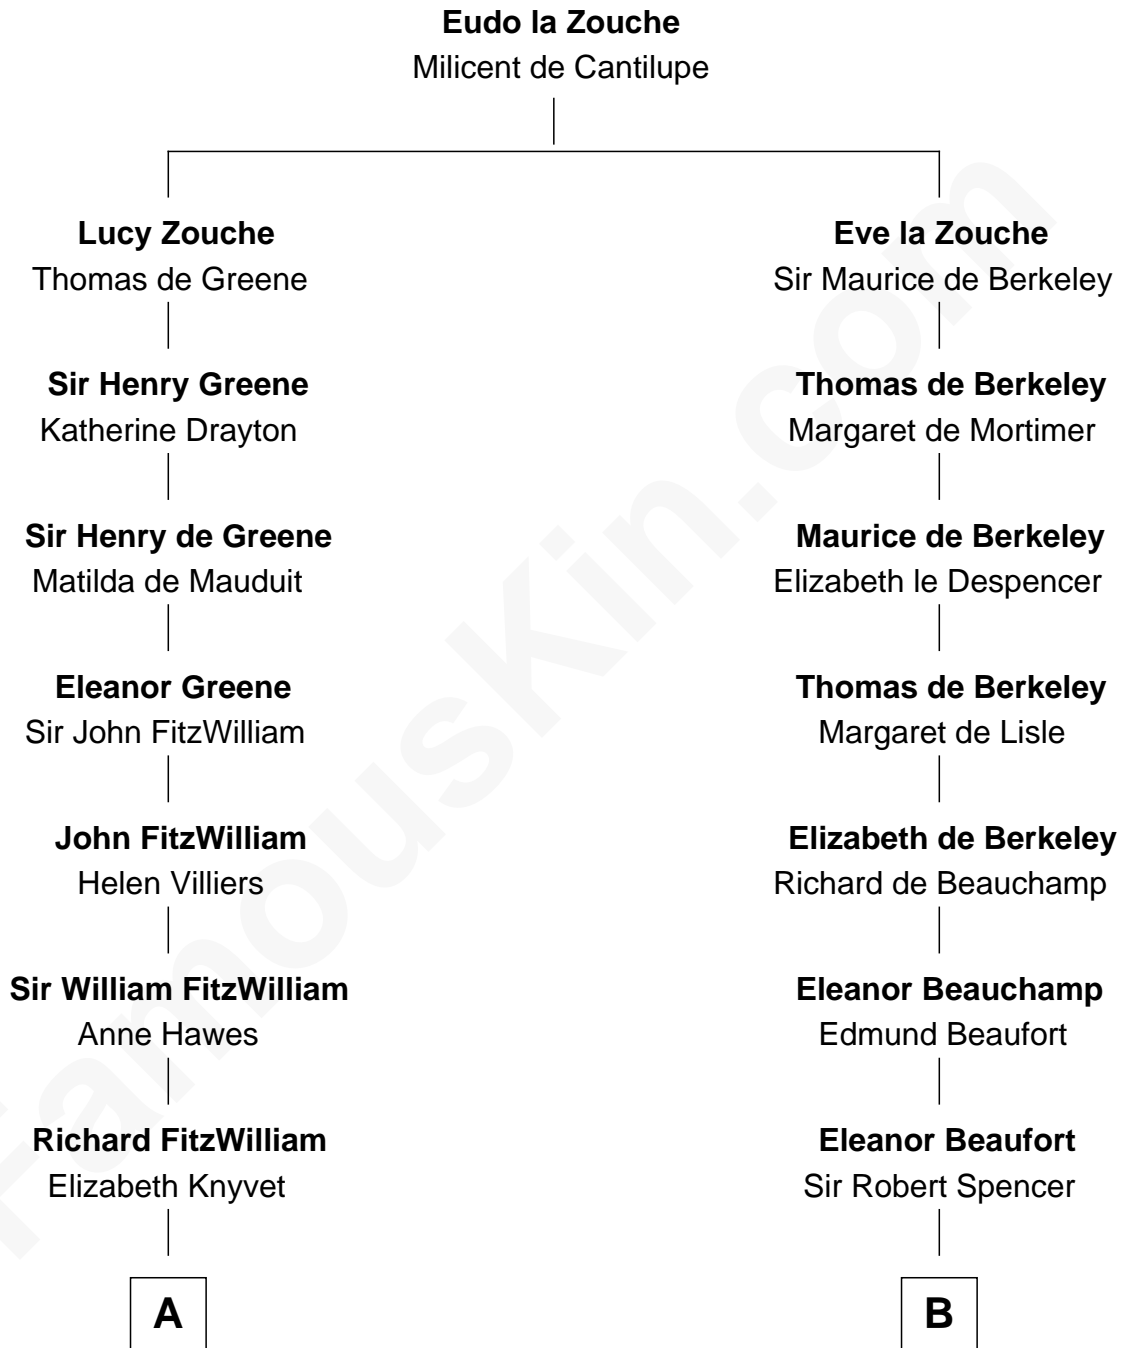 Eudo la Zouche
Milicent de Cantilupe
Lucy Zouche
Thomas de Greene
Eve la Zouche
Sir Maurice de Berkeley
Sir Henry Greene
Katherine Drayton
Thomas de Berkeley
Margaret de Mortimer
Sir Henry de Greene
Matilda de Mauduit
Maurice de Berkeley
Elizabeth le Despencer
Eleanor Greene
Sir John FitzWilliam
Thomas de Berkeley
Margaret de Lisle
John FitzWilliam
Helen Villiers
Elizabeth de Berkeley
Richard de Beauchamp
Sir William FitzWilliam
Anne Hawes
Eleanor Beauchamp
Edmund Beaufort
Richard FitzWilliam
Elizabeth Knyvet
Eleanor Beaufort
Sir Robert Spencer
A
B
FamousKin.com